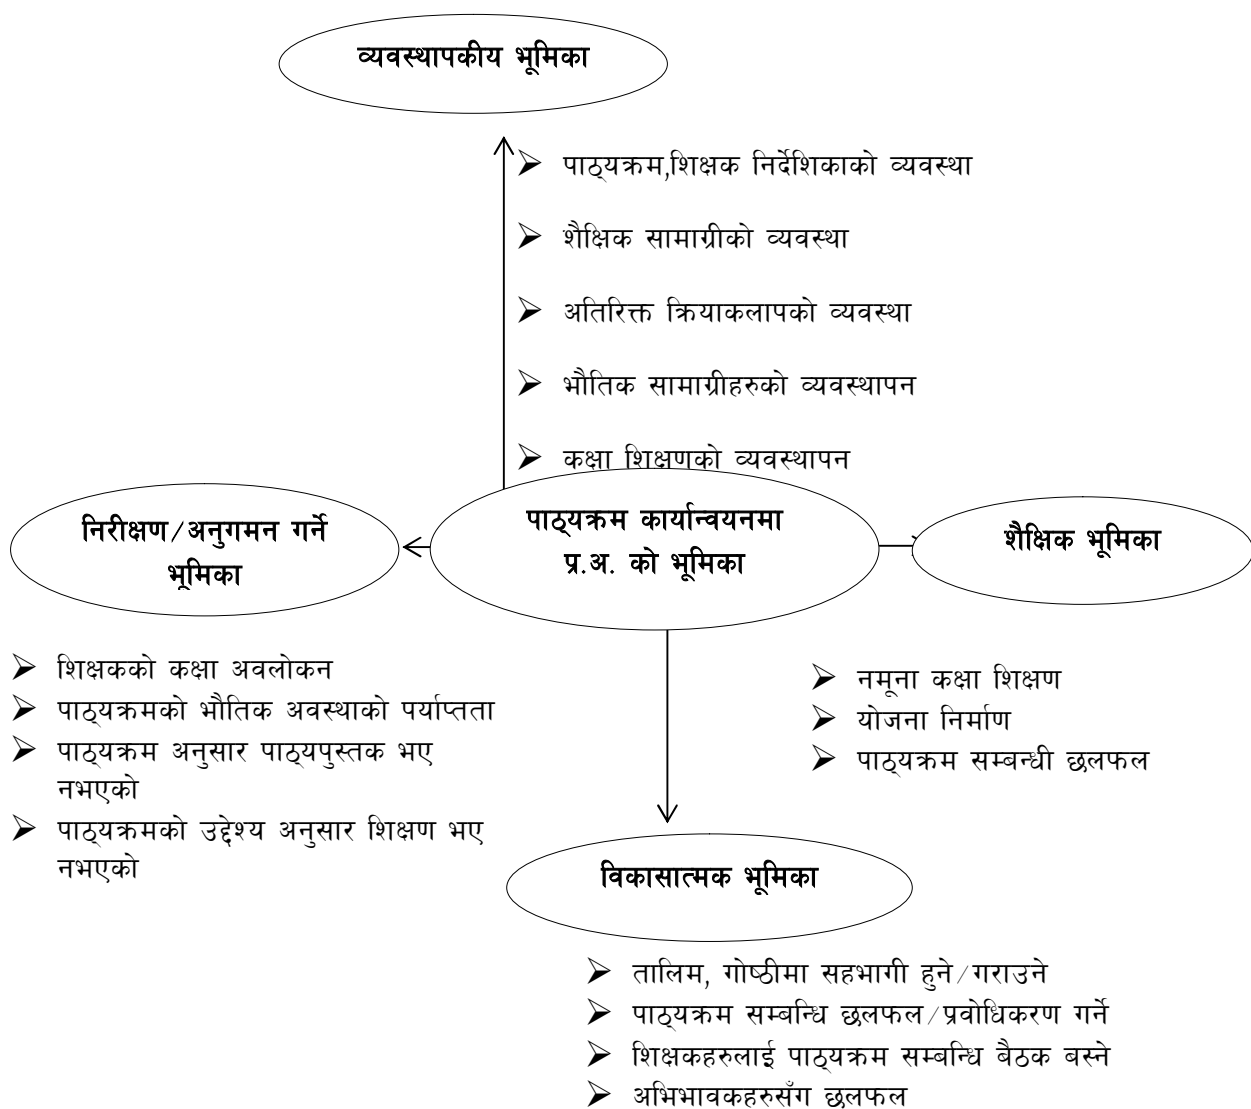 व्यवस्थापकीय भूमिका
➢ पाठ्यक्रम,शिक्षक निर्देशिकाको व्यवस्था
➢ शैक्षिक सामाग्रीको व्यवस्था
➢ अतिरिक्त क्रियाकलापको व्यवस्था
➢ भौतिक सामाग्रीहरुको व्यवस्थापन
➢ कक्षा शिक्षणको व्यवस्थापन
पाठ्यक्रम कार्यान्वयनमा
प्र.अ. को भूमिका
निरीक्षण/अनुगमन गर्ने
भूमिका
➢ शिक्षकको कक्षा अवलोकन
➢ पाठ्यक्रमको भौतिक अवस्थाको पर्याप्तता
➢ पाठ्यक्रम अनुसार पाठ्यपुस्तक भए
नभएको
➢ पाठ्यक्रमको उद्देश्य अनुसार शिक्षण भए
नभएको
शैक्षिक भूमिका
➢ नमूना कक्षा शिक्षण
➢ योजना निर्माण
➢ पाठ्यक्रम सम्बन्धी छलफल
विकासात्मक भूमिका
➢ तालिम, गोष्ठीमा सहभागी हुने/गराउने
➢ पाठ्यक्रम सम्बन्धि छलफल/प्रवोधिकरण गर्ने
➢ शिक्षकहरुलाई पाठ्यक्रम सम्बन्धि बैठक बस्ने
➢ अभिभावकहरुसँग छलफल